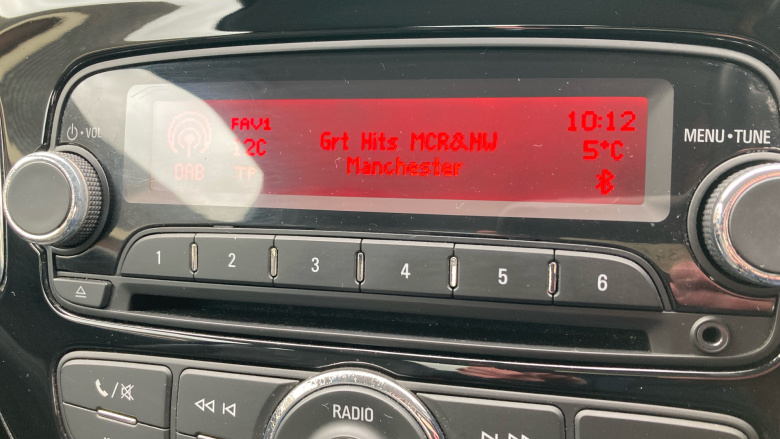 ⏻•VOL
FAV1
12C
DAB
TP
Grt Hits MCR&NW
Manchester
10:12
5°C
MENU•TUNE
1 2 3 4 5 6
RADIO